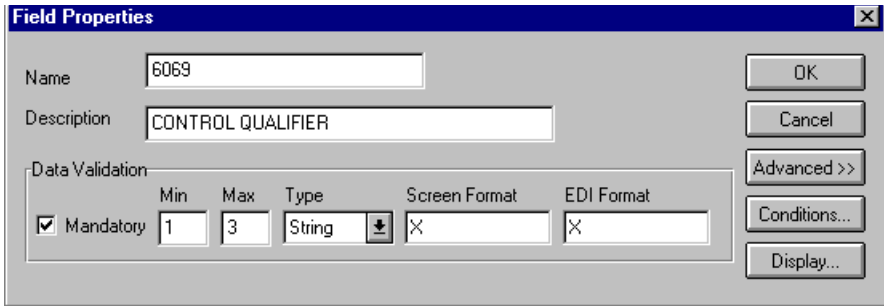 Field Properties
Name 6069 OK
Description CONTROL QUALIFIER Cancel
Data Validation Advanced >>
Min Max Type Screen Format EDI Format
Mandatory 1 3 String X X Conditions...
Display...